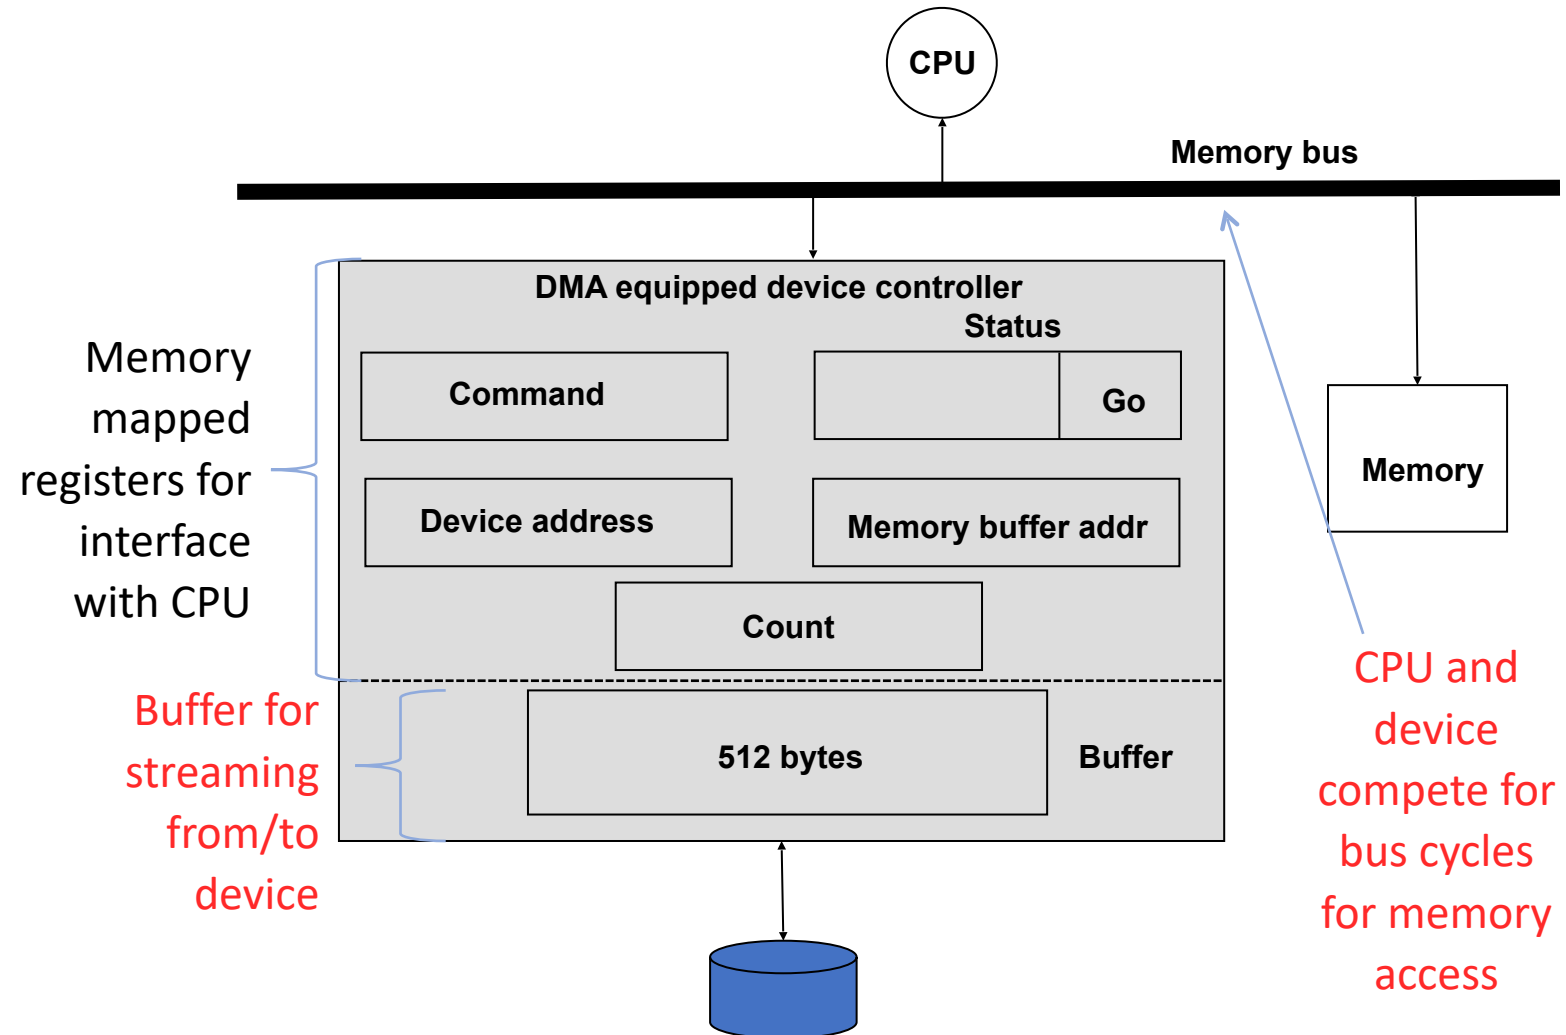 CPU
Memory bus
DMA equipped device controller
Status
Command
Go
Device address
Memory buffer addr
Count
512 bytes
Buffer
Memory
Memory
mapped
registers for
interface
with CPU
Buffer for
streaming
from/to
device
CPU and
device
compete for
bus cycles
for memory
access